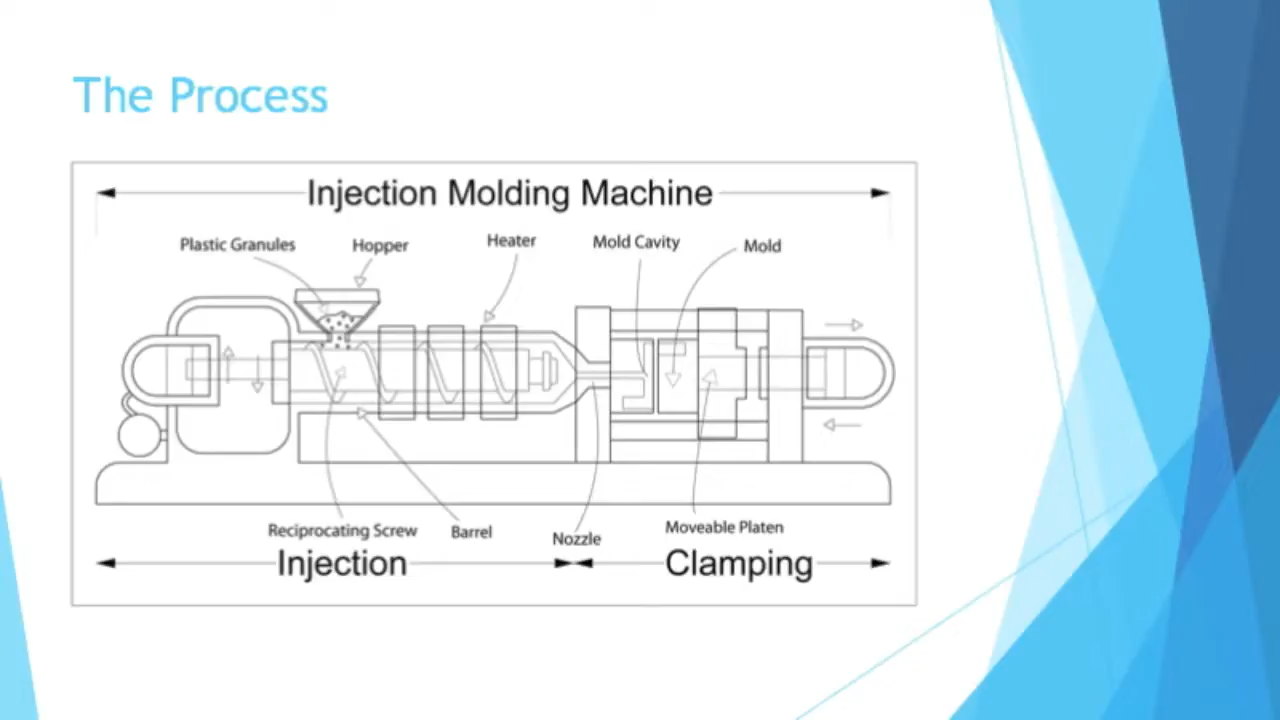 The Process
Injection Molding Machine
Plastic Granules
Hopper
Heater
Mold Cavity
Mold
Reciprocating Screw
Barrel
Nozzle
Moveable Platen
Injection
Clamping